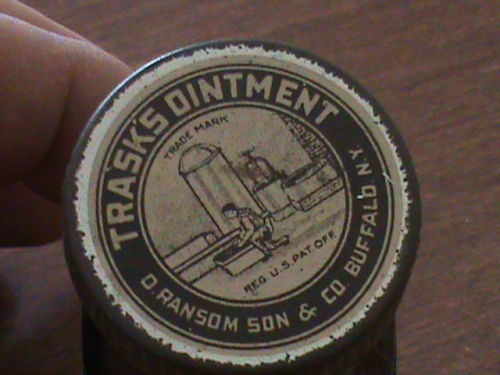 TRASK'S OINTMENT
TRADE MARK
REG. U.S. PAT. OFF.
D. RANSOM SON & CO. BUFFALO, N.Y.